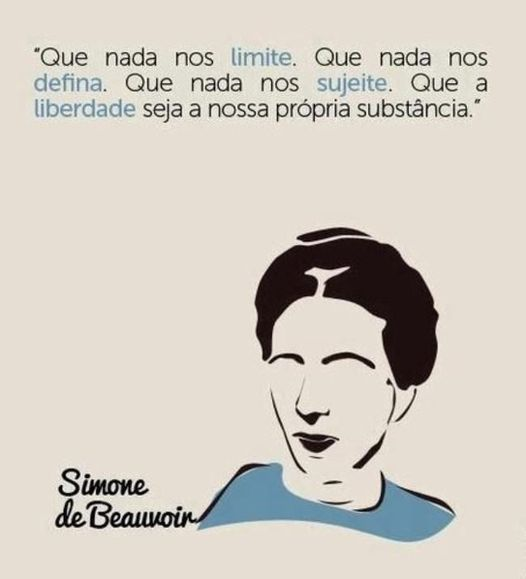 “Que nada nos limite. Que nada nos
defina. Que nada nos sujeite. Que a
liberdade seja a nossa própria substância.”
Simone
de Beauvoir